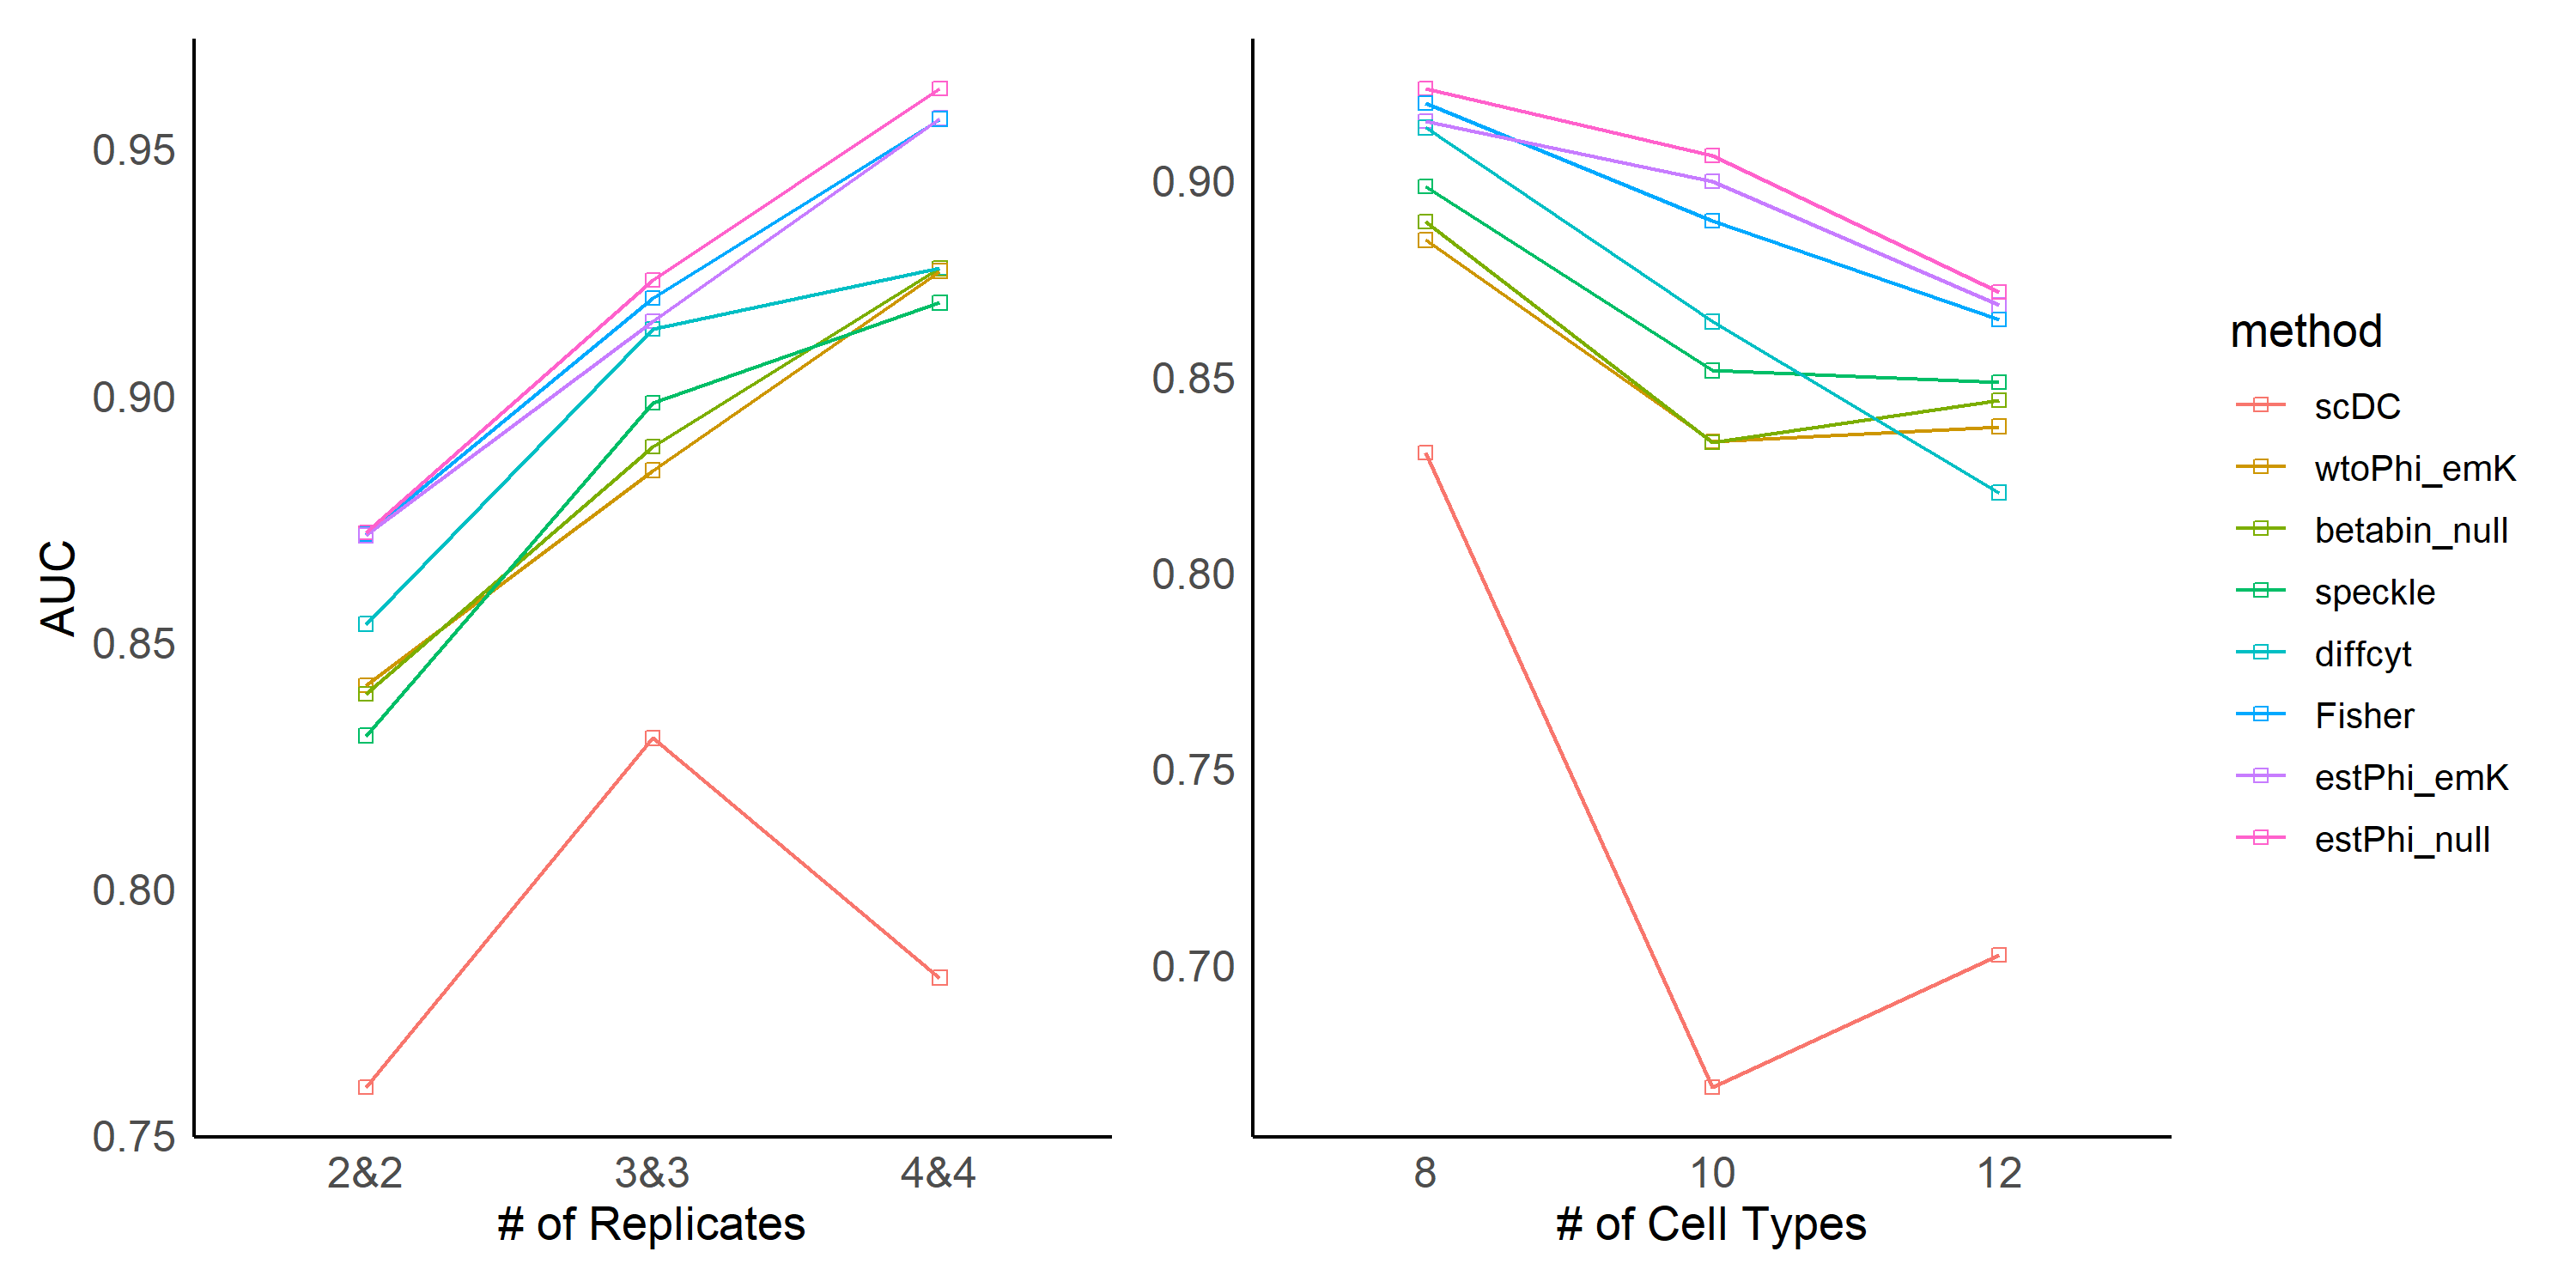 AUC
0.95
0.90
0.85
0.80
0.75
2&2 3&3 4&4
# of Replicates
0.90
0.85
0.80
0.75
0.70
8 10 12
# of Cell Types
method
scDC
wtoPhi_emK
betabin_null
speckle
diffcyt
Fisher
estPhi_emK
estPhi_null